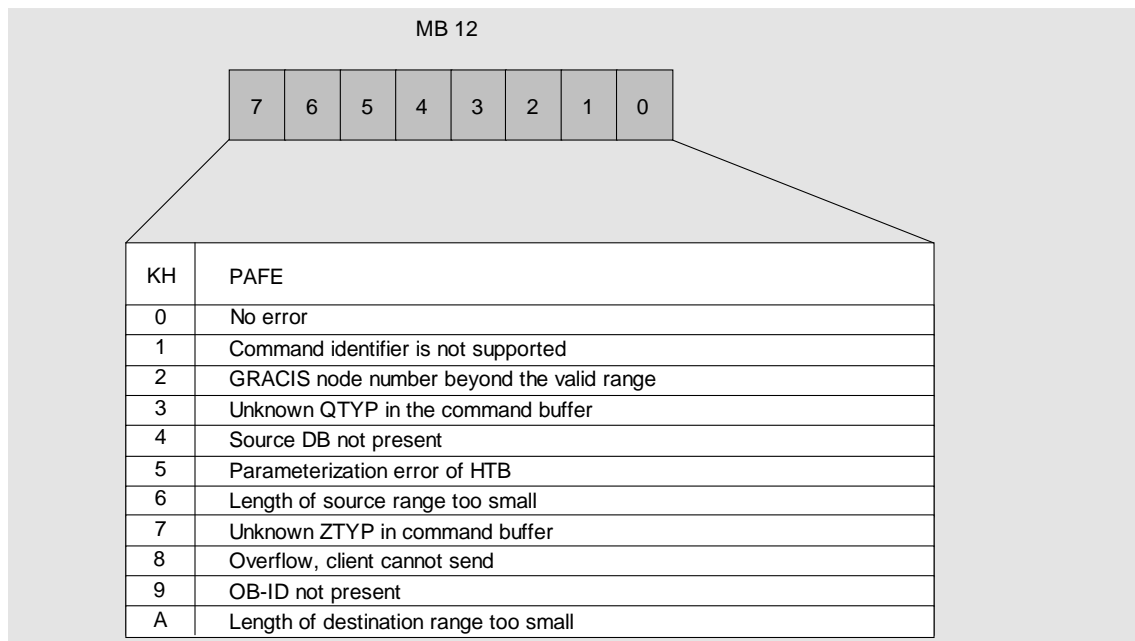 MB 12
7 6 5 4 3 2 1 0
KH PAFE
0 No error
1 Command identifier is not supported
2 GRACIS node number beyond the valid range
3 Unknown QTYP in the command buffer
4 Source DB not present
5 Parameterization error of HTB
6 Length of source range too small
7 Unknown ZTYP in command buffer
8 Overflow, client cannot send
9 OB-ID not present
A Length of destination range too small